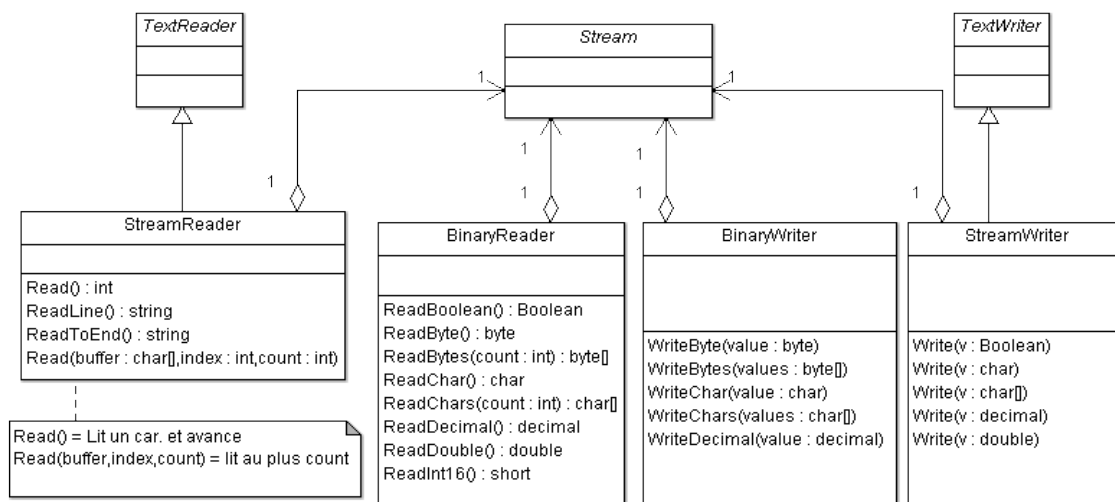 TextReader
Stream
TextWriter
1
1
1
1
1
1
1
1
StreamReader
Read() : int
ReadLine() : string
ReadToEnd() : string
Read(buffer : char[],index : int,count : int)
Read() = Lit un car. et avance
Read(buffer,index,count) = lit au plus count
BinaryReader
ReadBoolean() : Boolean
ReadByte() : byte
ReadBytes(count : int) : byte[]
ReadChar() : char
ReadChars(count : int) : char[]
ReadDecimal() : decimal
ReadDouble() : double
ReadInt16() : short
BinaryWriter
WriteByte(value : byte)
WriteBytes(values : byte[])
WriteChar(value : char)
WriteChars(values : char[])
WriteDecimal(value : decimal)
StreamWriter
Write(v : Boolean)
Write(v : char)
Write(v : char[])
Write(v : decimal)
Write(v : double)